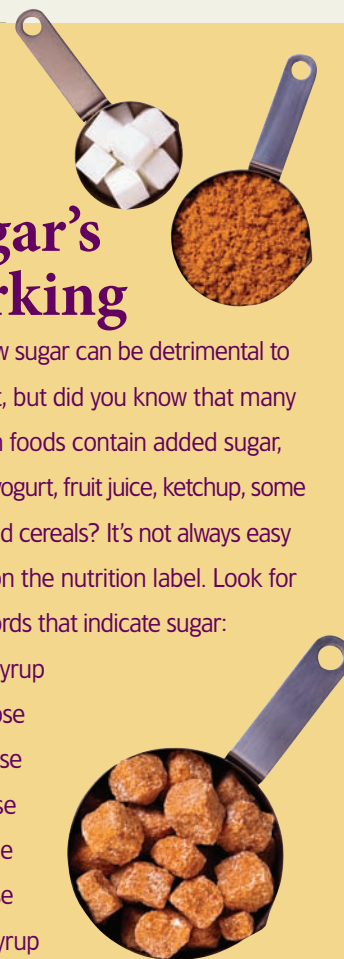 gar's
rking
w sugar can be detrimental to
t, but did you know that many
n foods contain added sugar,
yogurt, fruit juice, ketchup, some
d cereals? It's not always easy
on the nutrition label. Look for
ords that indicate sugar:
yrup
ose
se
se
e
se
yrup